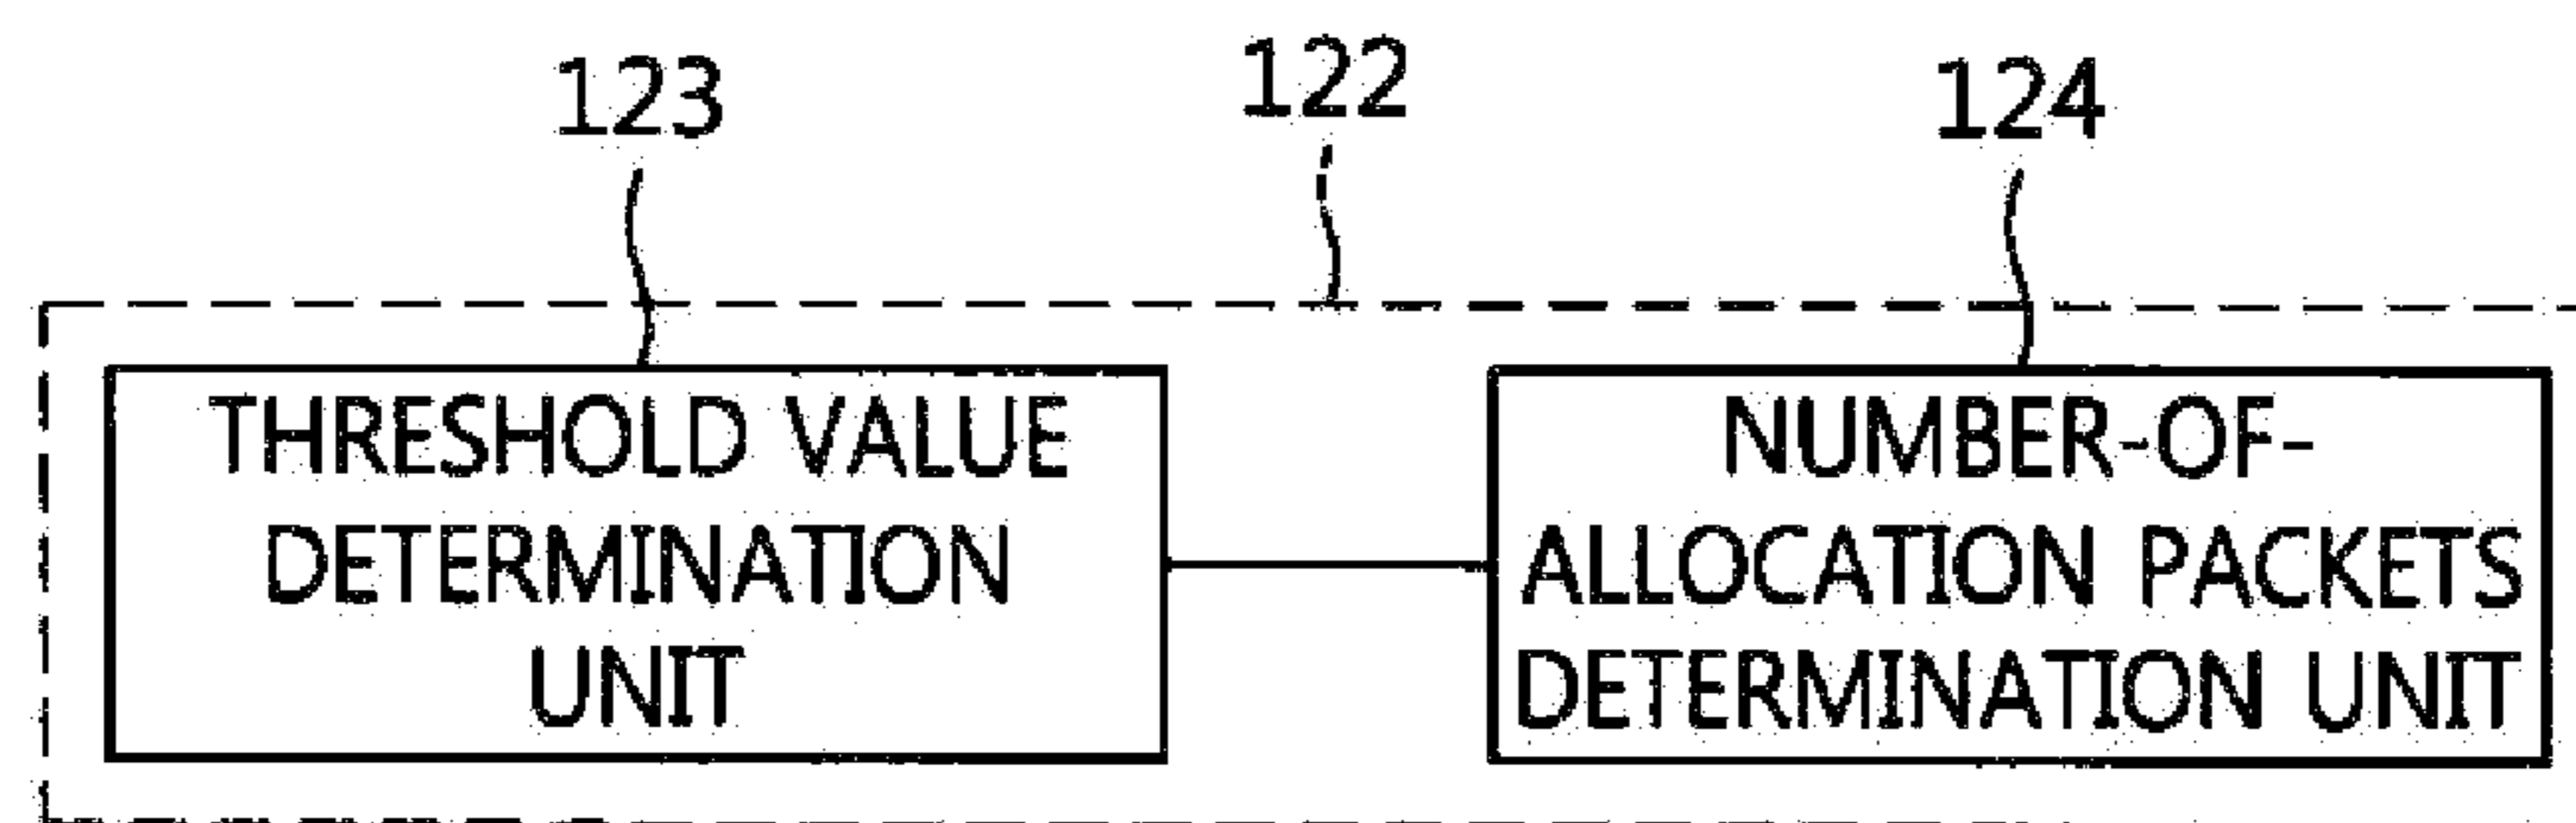 123
122
124
THRESHOLD VALUE
DETERMINATION
UNIT
NUMBER-OF-
ALLOCATION PACKETS
DETERMINATION UNIT